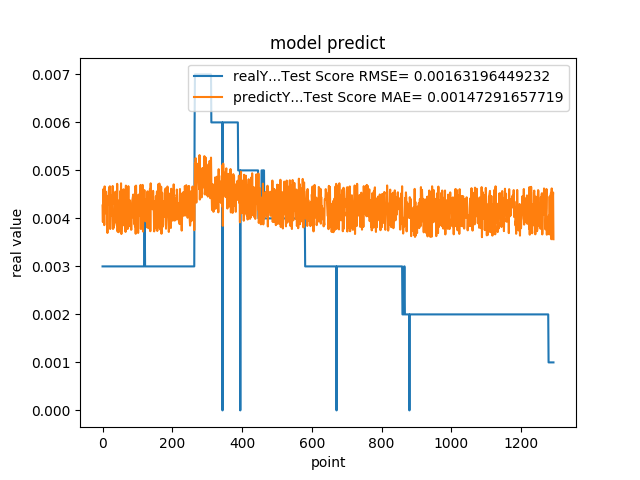 model predict
realY...Test Score RMSE= 0.00163196449232
predictY...Test Score MAE= 0.00147291657719
0.007
0.006
0.005
0.004
0.003
0.002
0.001
0.000
real value
0 200 400 600 800 1000 1200
point